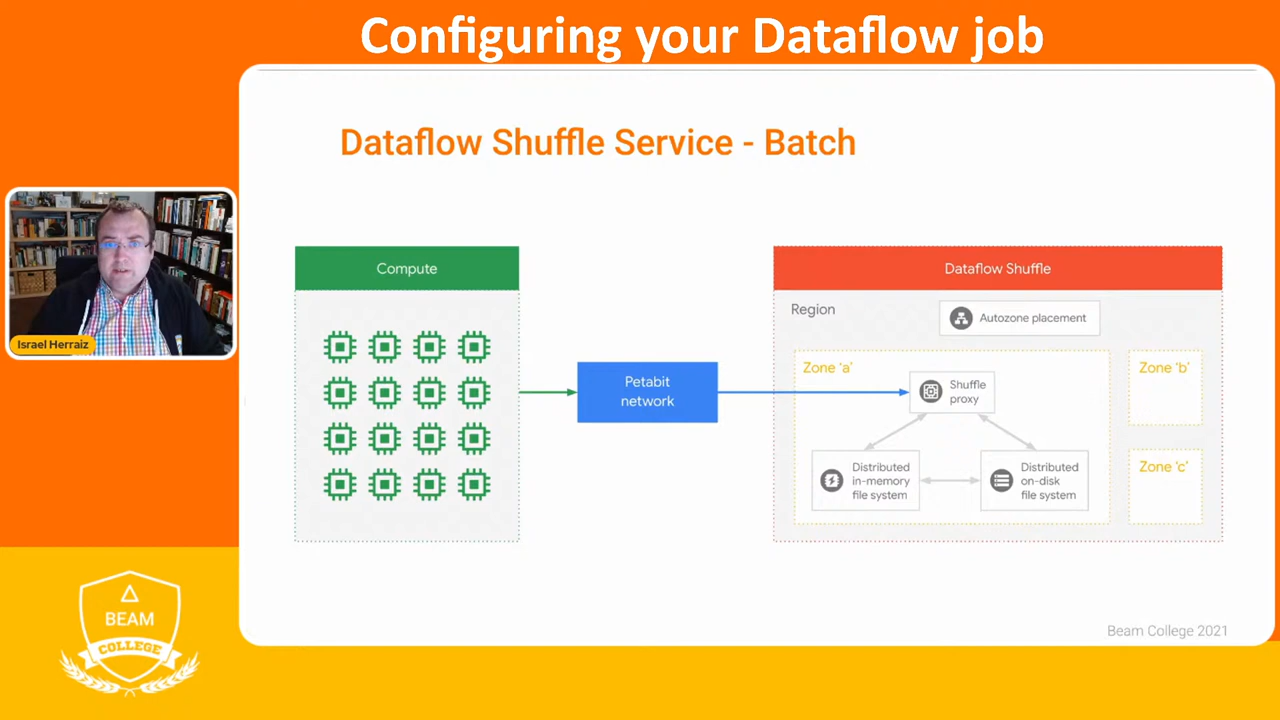 Configuring your Dataflow job
Dataflow Shuffle Service - Batch
Israel Herraiz
Compute
Petabit
network
Dataflow Shuffle
Region
Autozone placement
Zone 'a'
Shuffle
proxy
Distributed
in-memory
file system
Distributed
on-disk
file system
Zone 'b'
Zone 'c'
BEAM
COLLEGE
Beam College 2021